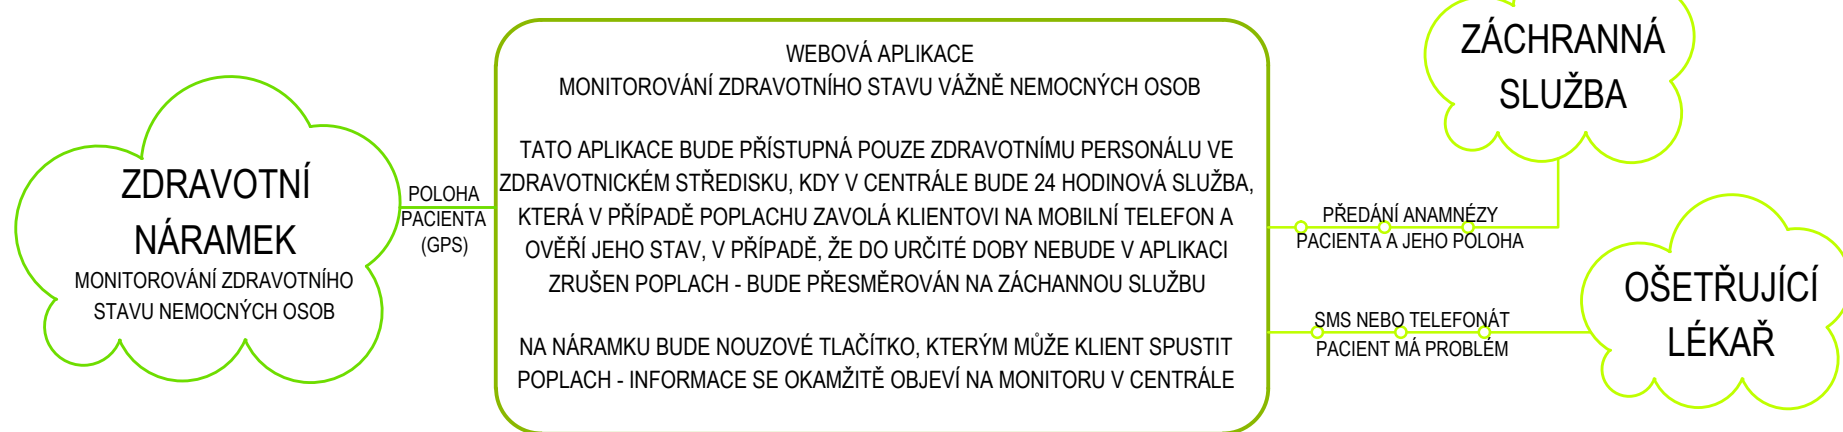 ZDRAVOTNÍ
NÁRAMEK
MONITOROVÁNÍ ZDRAVOTNÍHO
STAVU NEMOCNÝCH OSOB
POLOHA
PACIENTA
(GPS)
WEBOVÁ APLIKACE
MONITOROVÁNÍ ZDRAVOTNÍHO STAVU VÁŽNĚ NEMOCNÝCH OSOB
TATO APLIKACE BUDE PŘÍSTUPNÁ POUZE ZDRAVOTNÍMU PERSONÁLU VE
ZDRAVOTNICKÉM STŘEDISKU, KDY V CENTRÁLE BUDE 24 HODINOVÁ SLUŽBA,
KTERÁ V PŘÍPADĚ POPLACHU ZAVOLÁ KLIENTOVI NA MOBILNÍ TELEFON A
OVĚŘÍ JEHO STAV, V PŘÍPADĚ, ŽE DO URČITÉ DOBY NEBUDE V APLIKACI
ZRUŠEN POPLACH - BUDE PŘESMĚROVÁN NA ZÁCHANNOU SLUŽBU
NA NÁRAMKU BUDE NOUZOVÉ TLAČÍTKO, KTERÝM MŮŽE KLIENT SPUSTIT
POPLACH - INFORMACE SE OKAMŽITĚ OBJEVÍ NA MONITORU V CENTRÁLE
ZÁCHRANNÁ
SLUŽBA
PŘEDÁNÍ ANAMNÉZY
PACIENTA A JEHO POLOHA
SMS NEBO TELEFONÁT
PACIENT MÁ PROBLÉM
OŠETŘUJÍCÍ
LÉKAŘ